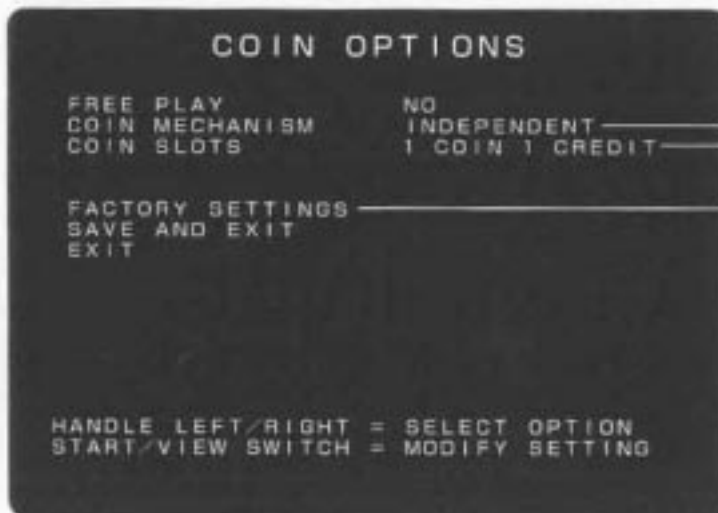 COIN OPTIONS
FREE PLAY NO
COIN MECHANISM INDEPENDENT
COIN SLOTS 1 COIN 1 CREDIT
FACTORY SETTINGS
SAVE AND EXIT
EXIT
HANDLE LEFT/RIGHT = SELECT OPTION
START/VIEW SWITCH = MODIFY SETTING